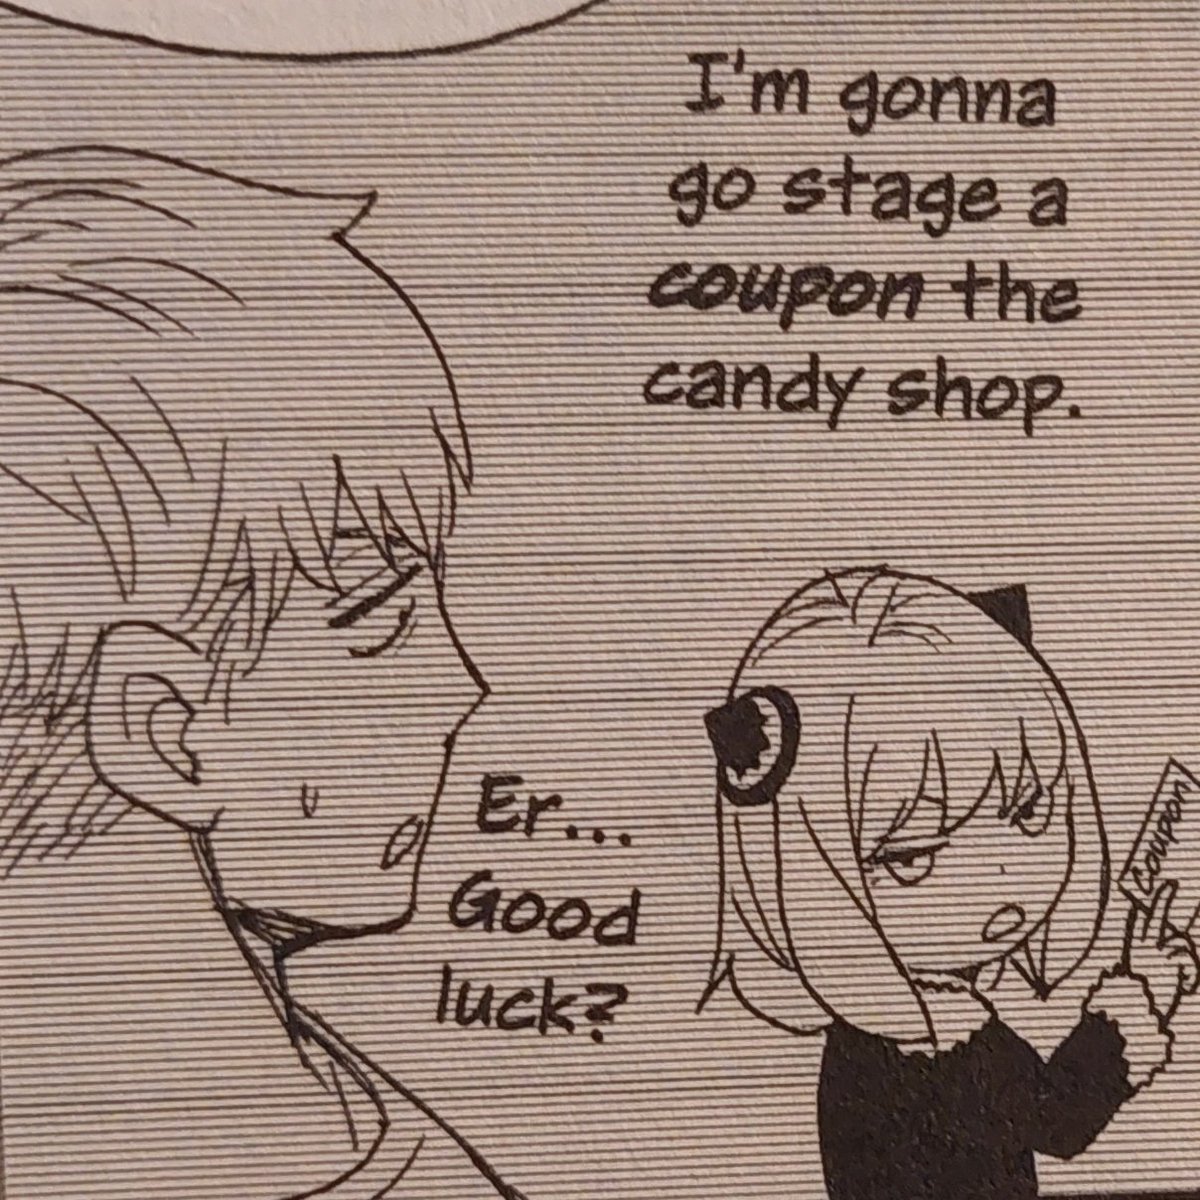 I'm gonna
go stage a
coupon the
candy shop.
Er...
Good
luck?
coupon